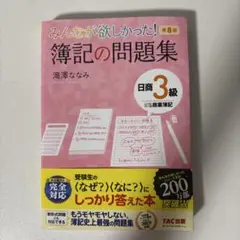 みんなが欲しかった!
簿記の問題集
滝澤ななみ
日商3級
商業簿記
完全対応
受験生の
〈なぜ?〉〈なに?〉に
しっかり答えた本
もうモヤモヤしない、
簿記史上最強の問題集
200
TAC出版